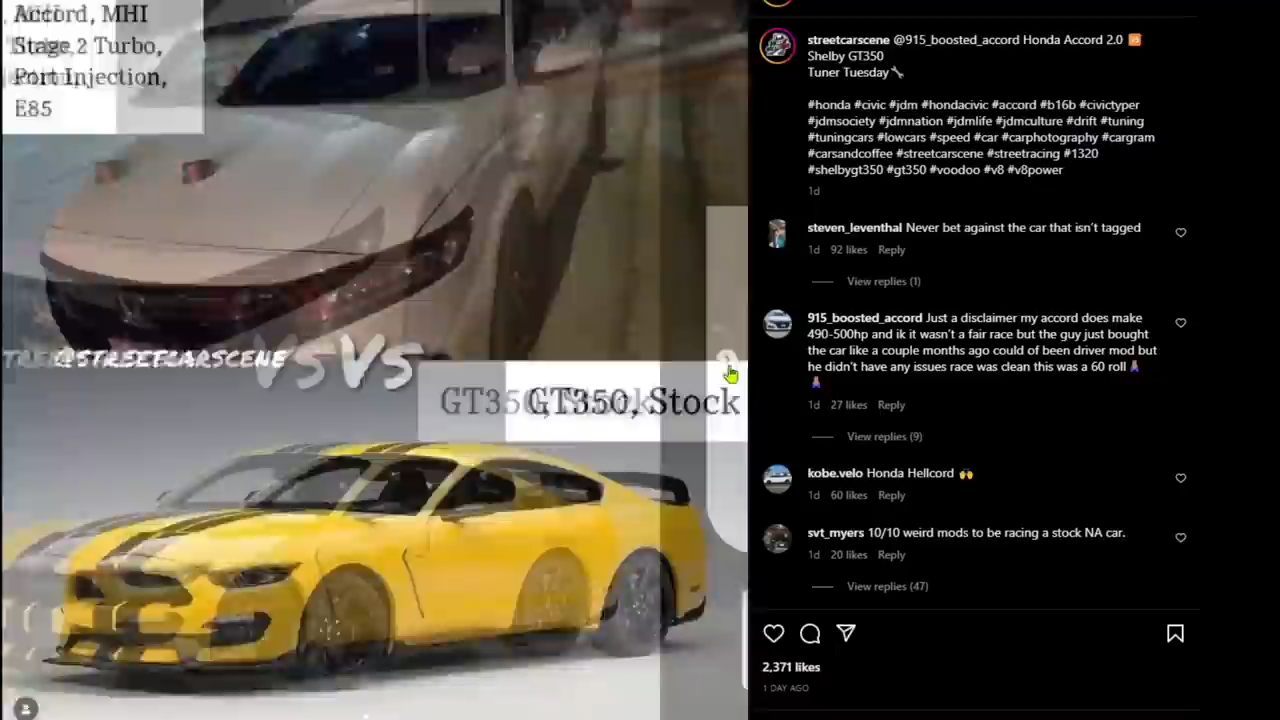 Accord, MHI
Stage 2 Turbo,
Port Injection,
E85
@STREETCARSCENE
VS VS
GT350, Stock
streetcarscene @915_boosted_accord Honda Accord 2.0 🆚
Shelby GT350
Tuner Tuesday🔧
#honda #civic #jdm #hondacivic #accord #b16b #civictyper
#jdmsociety #jdmnation #jdmlife #jdmculture #drift #tuning
#tuningcars #lowcars #speed #car #carphotography #cargram
#carsandcoffee #streetcarscene #streetracing #1320
#shelbygt350 #gt350 #voodoo #v8 #v8power
1d
steven_leventhal Never bet against the car that isn't tagged
1d 92 likes Reply
View replies (1)
915_boosted_accord Just a disclaimer my accord does make
490-500hp and ik it wasn't a fair race but the guy just bought
the car like a couple months ago could of been driver mod but
he didn't have any issues race was clean this was a 60 roll
1d 27 likes Reply
View replies (9)
kobe.velo Honda Hellcord 🙌
1d 60 likes Reply
svt_myers 10/10 weird mods to be racing a stock NA car.
1d 20 likes Reply
View replies (47)
2,371 likes
1 DAY AGO